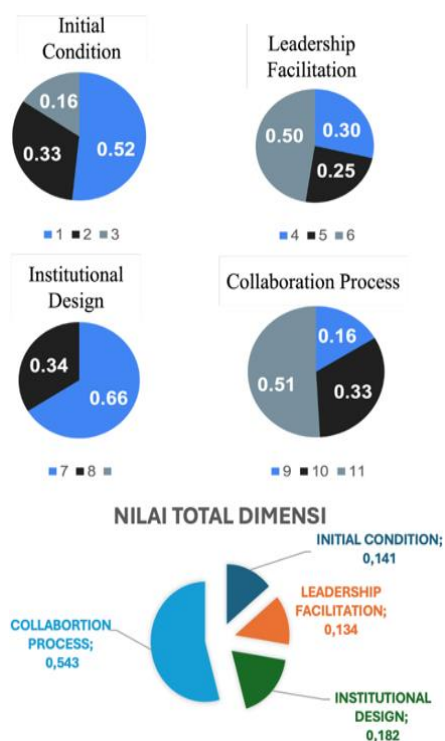 Initial
Condition
0.16
0.33
0.52
1 2 3
Leadership
Facilitation
0.50
0.30
0.25
4 5 6
Institutional
Design
0.34
0.66
7 8
Collaboration Process
0.16
0.51
0.33
9 10 11
NILAI TOTAL DIMENSI
INITIAL CONDITION;
0,141
LEADERSHIP
FACILITATION;
0,134
COLLABORTION
PROCESS;
0,543
INSTITUTIONAL
DESIGN;
0,182